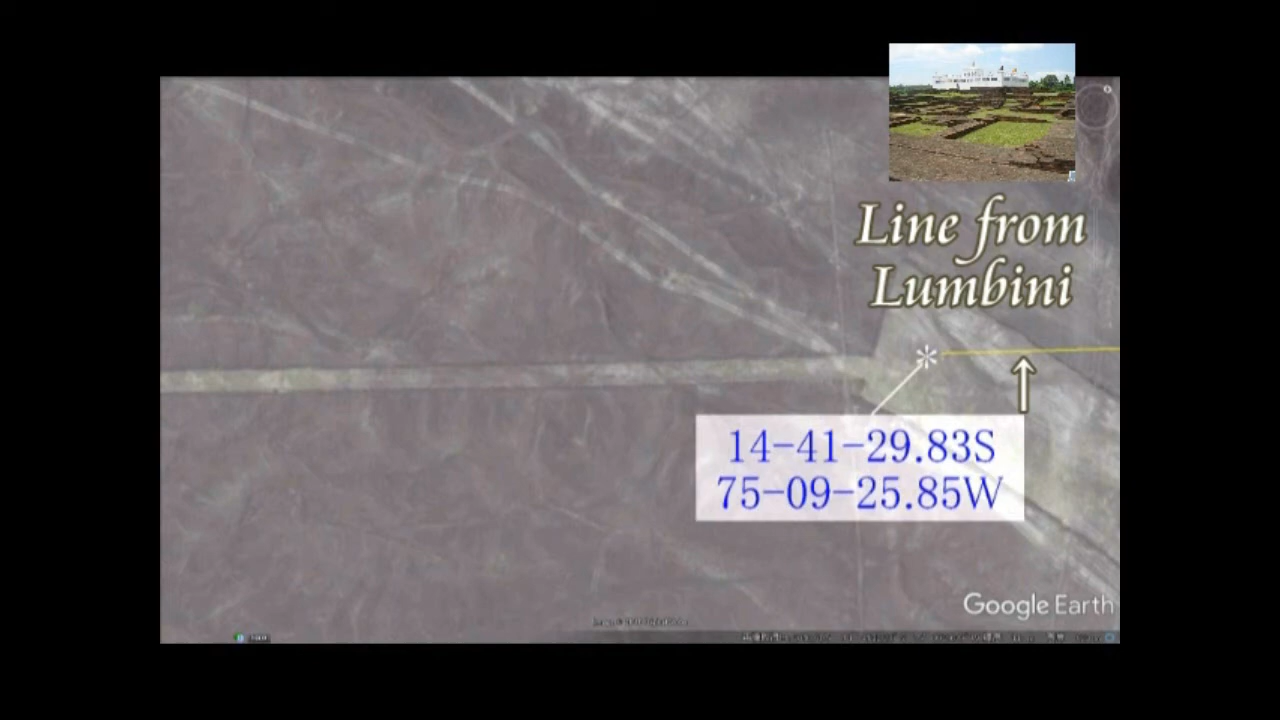 Line from
Lumbini
14-41-29.83S
75-09-25.85W
Google Earth